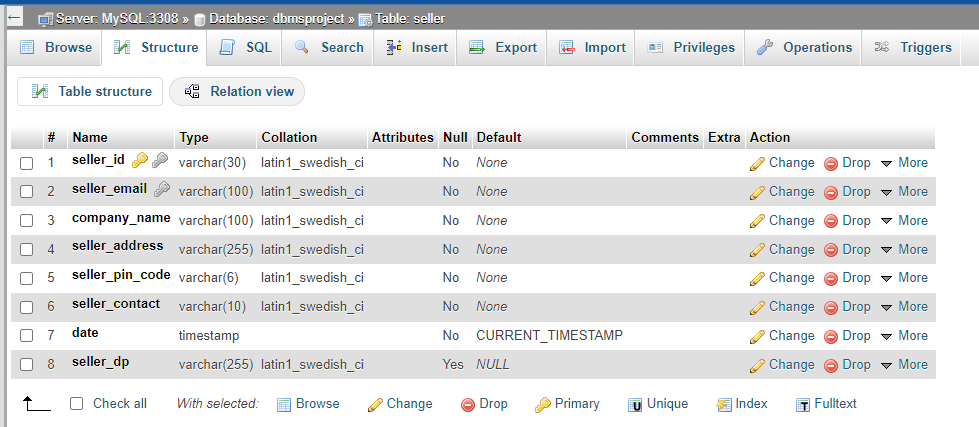 Server: MySQL:3308 » Database: dbmsproject » Table: seller
Browse Structure SQL Search Insert Export Import Privileges Operations Triggers
Table structure Relation view
# Name Type Collation Attributes Null Default Comments Extra Action
1 seller_id varchar(30) latin1_swedish_ci No None Change Drop More
2 seller_email varchar(100) latin1_swedish_ci No None Change Drop More
3 company_name varchar(100) latin1_swedish_ci No None Change Drop More
4 seller_address varchar(255) latin1_swedish_ci No None Change Drop More
5 seller_pin_code varchar(6) latin1_swedish_ci No None Change Drop More
6 seller_contact varchar(10) latin1_swedish_ci No None Change Drop More
7 date timestamp No CURRENT_TIMESTAMP Change Drop More
8 seller_dp varchar(255) latin1_swedish_ci Yes NULL Change Drop More
Check all With selected: Browse Change Drop Primary Unique Index Fulltext